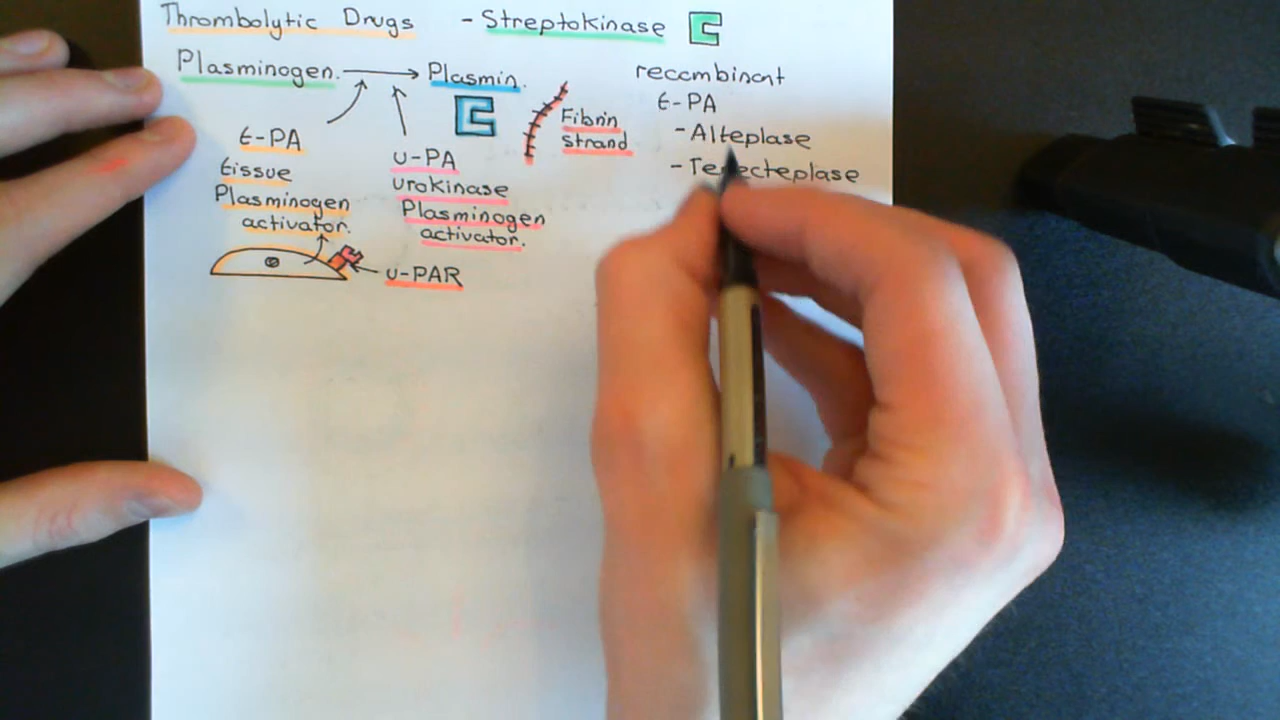 Thrombolytic Drugs - Streptokinase
Plasminogen. Plasmin.
t-PA
tissue
Plasminogen
activator.
u-PA
urokinase
Plasminogen
activator.
u-PAR
Fibrin
strand
recombinant
t-PA
- Alteplase